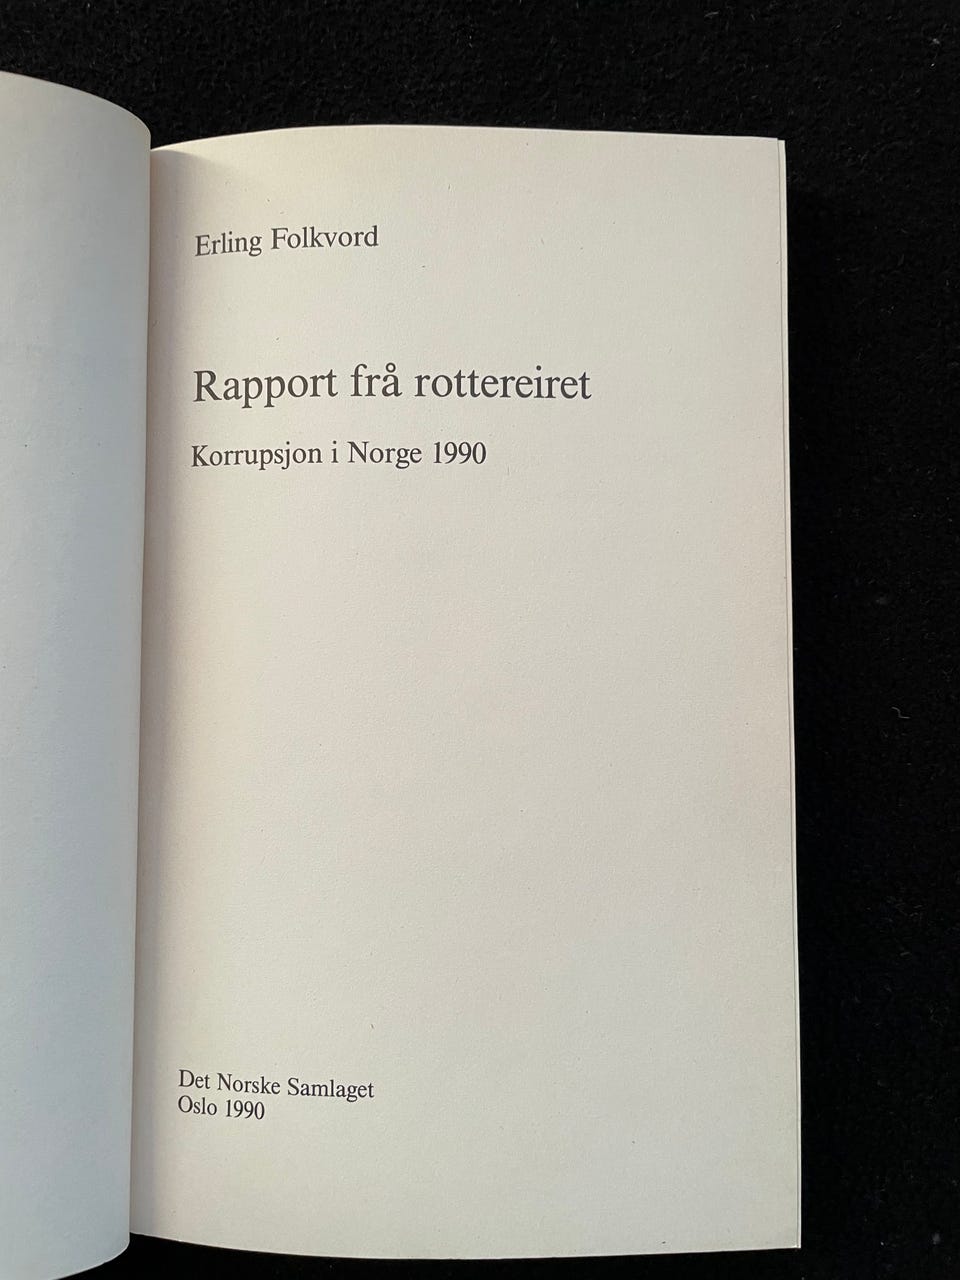 Erling Folkvord
Rapport frå rottereiret
Korrupsjon i Norge 1990
Det Norske Samlaget
Oslo 1990